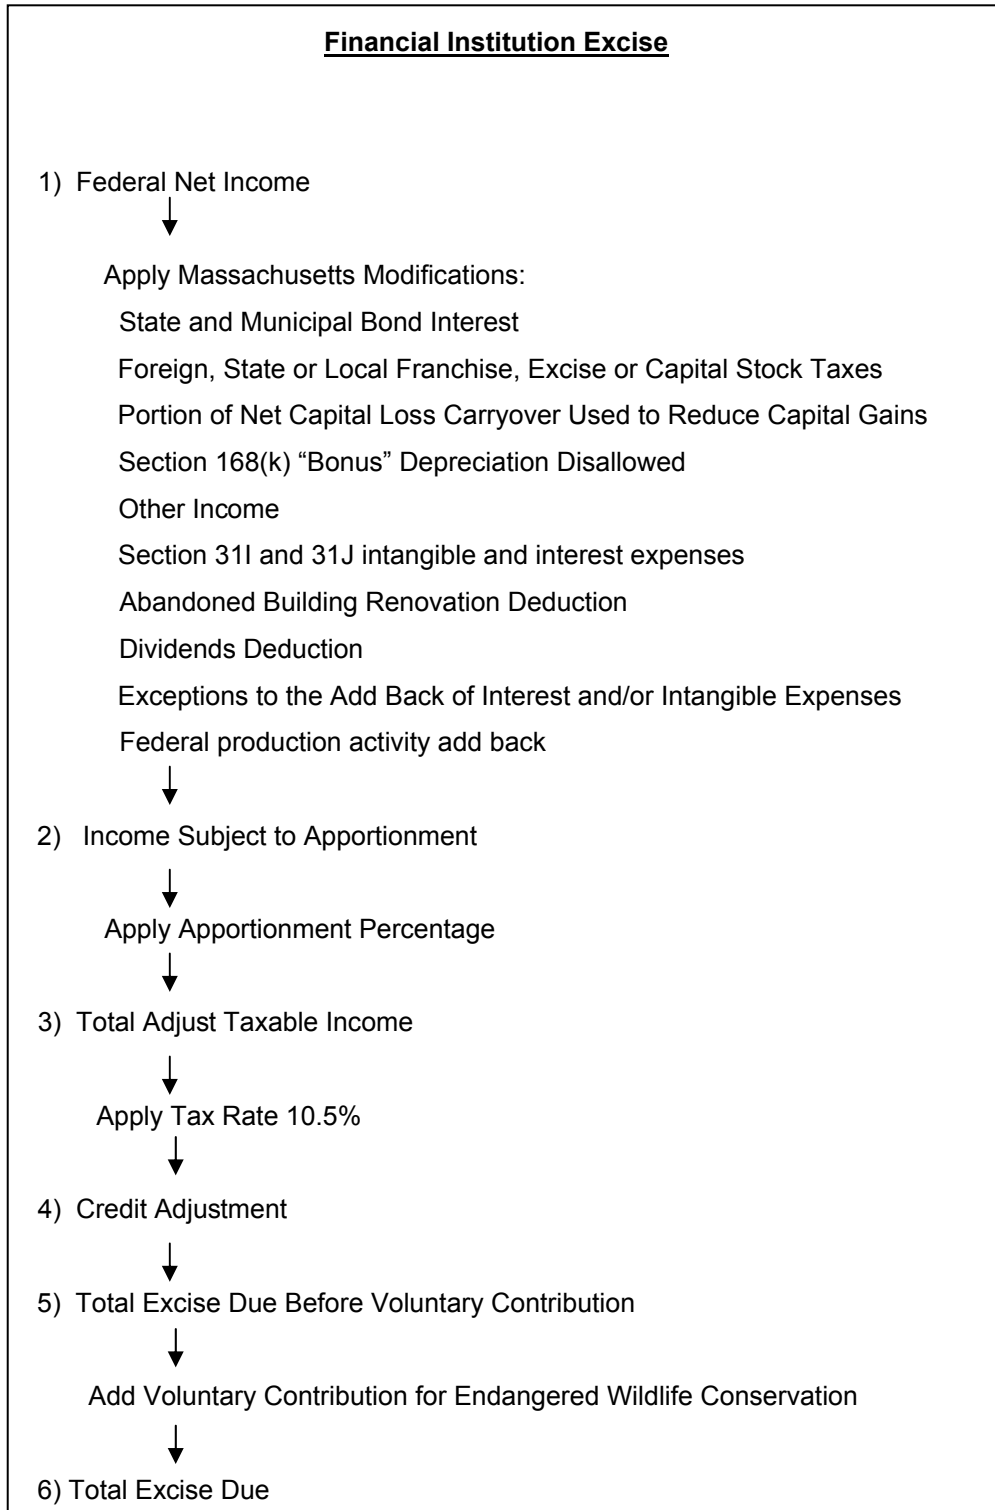 Financial Institution Excise
1) Federal Net Income
Apply Massachusetts Modifications:
State and Municipal Bond Interest
Foreign, State or Local Franchise, Excise or Capital Stock Taxes
Portion of Net Capital Loss Carryover Used to Reduce Capital Gains
Section 168(k) “Bonus” Depreciation Disallowed
Other Income
Section 31I and 31J intangible and interest expenses
Abandoned Building Renovation Deduction
Dividends Deduction
Exceptions to the Add Back of Interest and/or Intangible Expenses
Federal production activity add back
2) Income Subject to Apportionment
Apply Apportionment Percentage
3) Total Adjust Taxable Income
Apply Tax Rate 10.5%
4) Credit Adjustment
5) Total Excise Due Before Voluntary Contribution
Add Voluntary Contribution for Endangered Wildlife Conservation
6) Total Excise Due